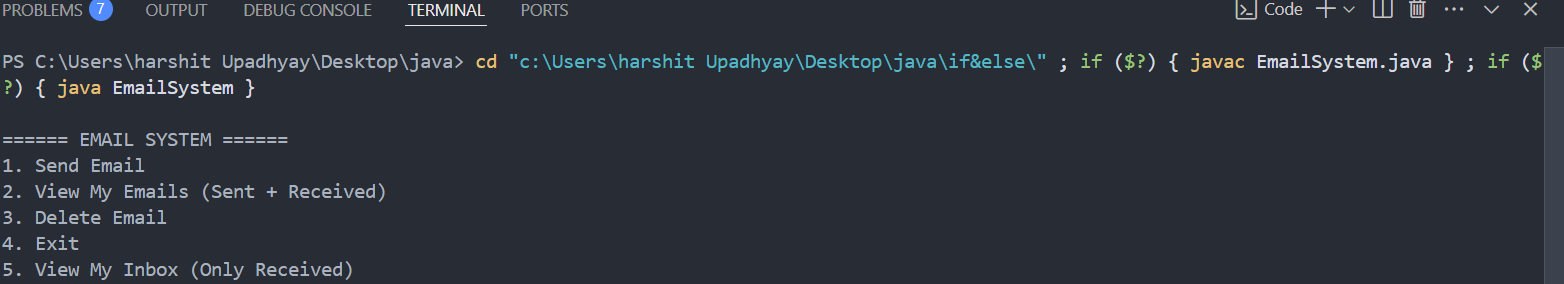 PROBLEMS 7 OUTPUT DEBUG CONSOLE TERMINAL PORTS Code
PS C:\Users\harshit Upadhyay\Desktop\java> cd "c:\Users\harshit Upadhyay\Desktop\java\if&else\" ; if ($?) { javac EmailSystem.java } ; if ($
?) { java EmailSystem }
====== EMAIL SYSTEM ======
1. Send Email
2. View My Emails (Sent + Received)
3. Delete Email
4. Exit
5. View My Inbox (Only Received)